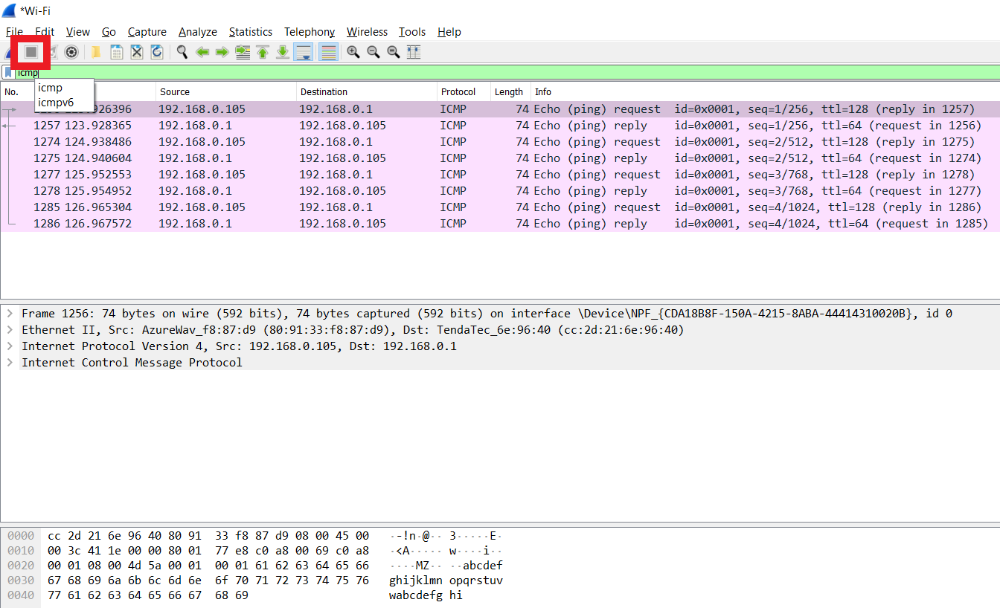 *Wi-Fi
File Edit View Go Capture Analyze Statistics Telephony Wireless Tools Help
icmp
icmp
icmpv6
No. Source Destination Protocol Length Info
926396 192.168.0.105 192.168.0.1 ICMP 74 Echo (ping) request id=0x0001, seq=1/256, ttl=128 (reply in 1257)
1257 123.928365 192.168.0.1 192.168.0.105 ICMP 74 Echo (ping) reply id=0x0001, seq=1/256, ttl=64 (request in 1256)
1274 124.938486 192.168.0.105 192.168.0.1 ICMP 74 Echo (ping) request id=0x0001, seq=2/512, ttl=128 (reply in 1275)
1275 124.940604 192.168.0.1 192.168.0.105 ICMP 74 Echo (ping) reply id=0x0001, seq=2/512, ttl=64 (request in 1274)
1277 125.952553 192.168.0.105 192.168.0.1 ICMP 74 Echo (ping) request id=0x0001, seq=3/768, ttl=128 (reply in 1278)
1278 125.954952 192.168.0.1 192.168.0.105 ICMP 74 Echo (ping) reply id=0x0001, seq=3/768, ttl=64 (request in 1277)
1285 126.965304 192.168.0.105 192.168.0.1 ICMP 74 Echo (ping) request id=0x0001, seq=4/1024, ttl=128 (reply in 1286)
1286 126.967572 192.168.0.1 192.168.0.105 ICMP 74 Echo (ping) reply id=0x0001, seq=4/1024, ttl=64 (request in 1285)
Frame 1256: 74 bytes on wire (592 bits), 74 bytes captured (592 bits) on interface \Device\NPF_{CDA18B8F-150A-4215-8ABA-44414310020B}, id 0
Ethernet II, Src: AzureWav_f8:87:d9 (80:91:33:f8:87:d9), Dst: TendaTec_6e:96:40 (cc:2d:21:6e:96:40)
Internet Protocol Version 4, Src: 192.168.0.105, Dst: 192.168.0.1
Internet Control Message Protocol
0000 cc 2d 21 6e 96 40 80 91 33 f8 87 d9 08 00 45 00 ·-!n·@·· 3·····E·
0010 00 3c 41 1e 00 00 80 01 77 e8 c0 a8 00 69 c0 a8 ·<A····· w····i··
0020 00 01 08 00 4d 5a 00 01 00 01 61 62 63 64 65 66 ····MZ·· ··abcdef
0030 67 68 69 6a 6b 6c 6d 6e 6f 70 71 72 73 74 75 76 ghijklmn opqrstuv
0040 77 61 62 63 64 65 66 67 68 69 wabcdefg hi